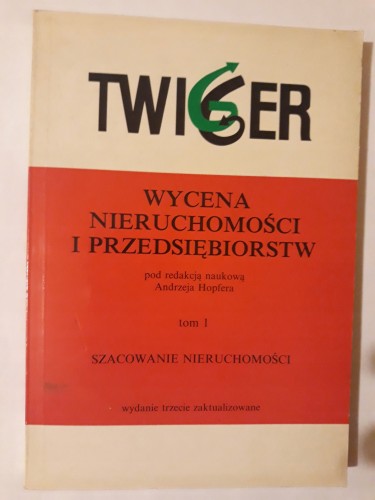 TWIGGER
WYCENA
NIERUCHOMOŚCI
I PRZEDSIĘBIORSTW
pod redakcją naukową
Andrzeja Hopfera
tom I
SZACOWANIE NIERUCHOMOŚCI
wydanie trzecie zaktualizowane